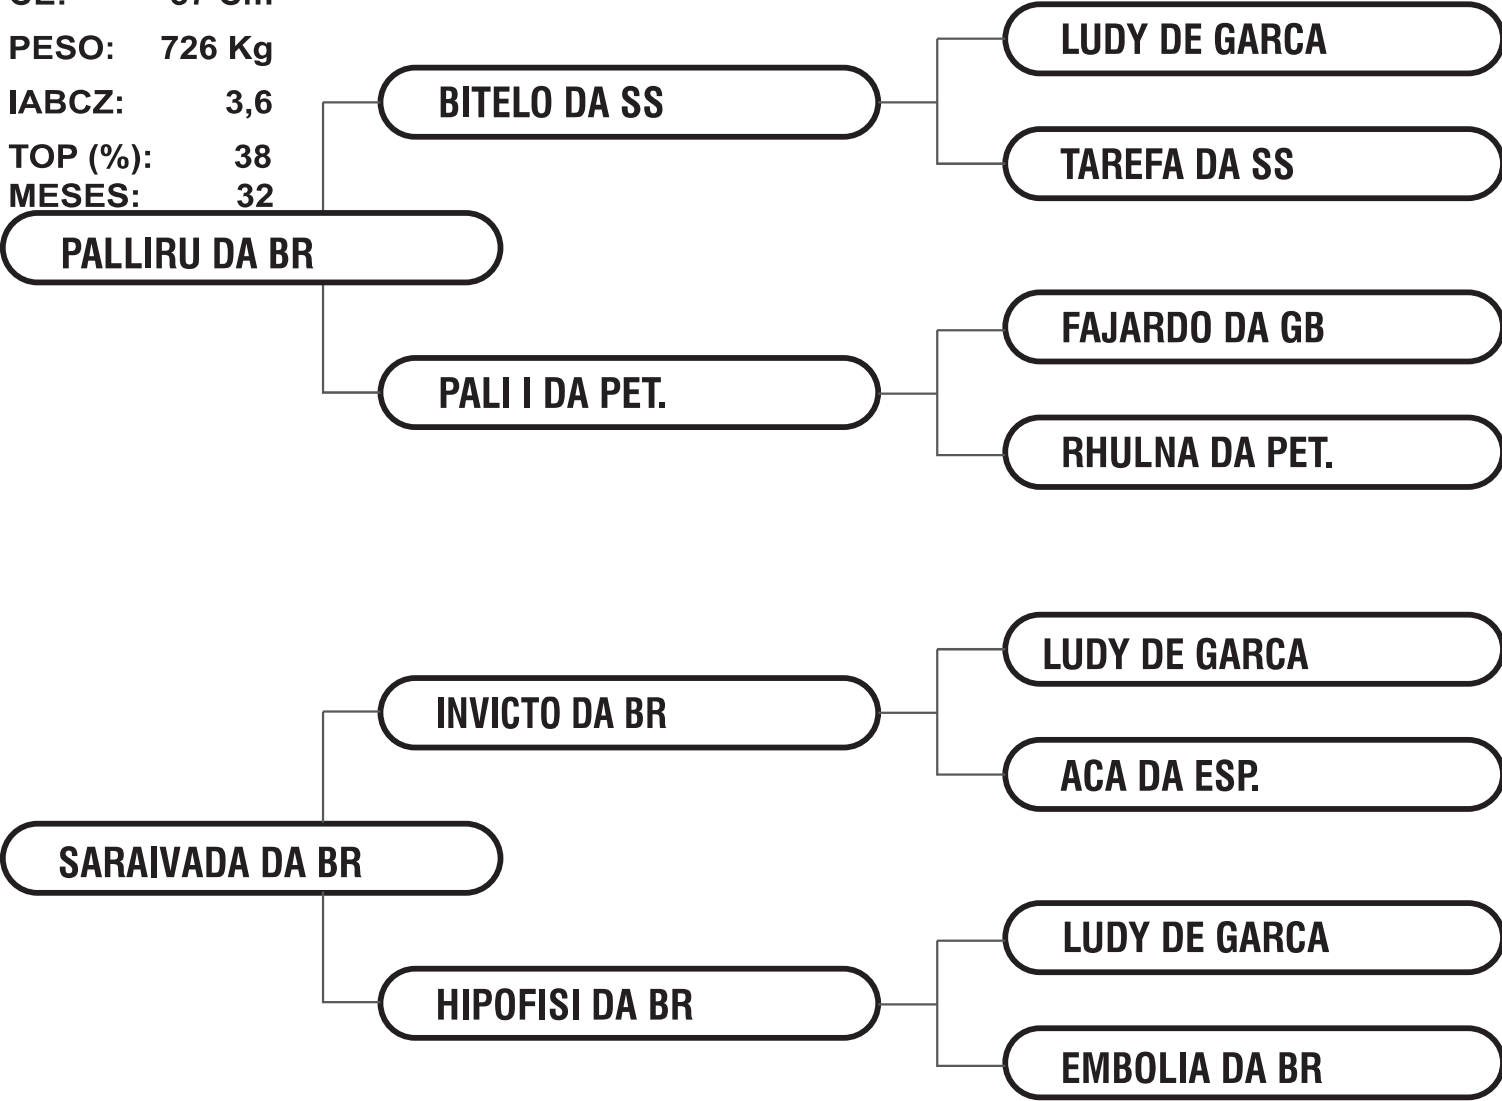 PESO: 726 Kg
IABCZ: 3,6
TOP (%): 38
MESES: 32
PALLIRU DA BR
BITELO DA SS
LUDY DE GARCA
TAREFA DA SS
PALI I DA PET.
FAJARDO DA GB
RHULNA DA PET.
SARAIVADA DA BR
INVICTO DA BR
LUDY DE GARCA
ACA DA ESP.
HIPOFISI DA BR
LUDY DE GARCA
EMBOLIA DA BR